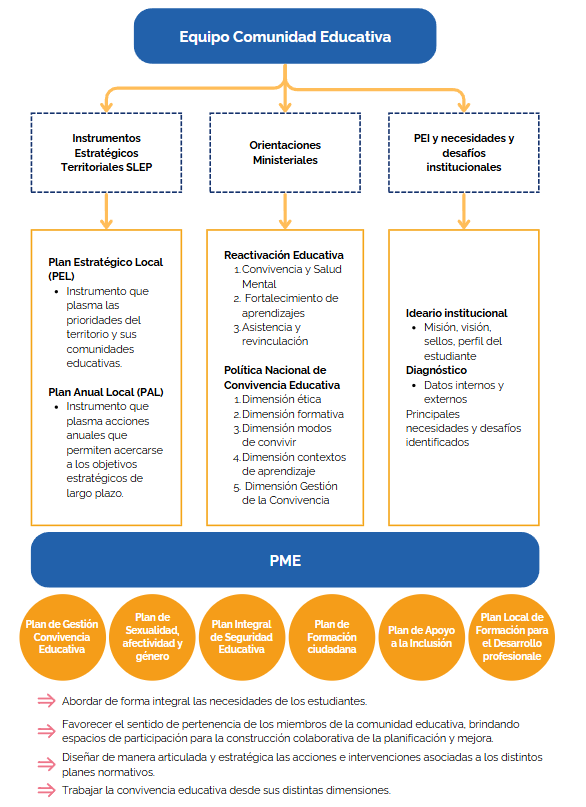 Equipo Comunidad Educativa
Instrumentos
Estratégicos
Territoriales SLEP
Orientaciones
Ministeriales
PEI y necesidades y
desafíos
institucionales
Plan Estratégico Local
(PEL)
• Instrumento que
plasma las
prioridades del
territorio y sus
comunidades
educativas.
Plan Anual Local (PAL)
• Instrumento que
plasma acciones
anuales que
permiten acercarse
a los objetivos
estratégicos de
largo plazo.
Reactivación Educativa
1. Convivencia y Salud
Mental
2. Fortalecimiento de
aprendizajes
3. Asistencia y
revinculación
Política Nacional de
Convivencia Educativa
1. Dimensión ética
2. Dimensión formativa
3. Dimensión modos
de convivir
4. Dimensión contextos
de aprendizaje
5. Dimensión Gestión
de la Convivencia
Ideario institucional
• Misión, visión,
sellos, perfil del
estudiante
Diagnóstico
• Datos internos y
externos
Principales
necesidades y desafíos
identificados
PME
Plan de Gestión
Convivencia
Educativa
Plan de
Sexualidad,
afectividad y
género
Plan Integral
de Seguridad
Educativa
Plan de
Formación
ciudadana
Plan de Apoyo
a la Inclusión
Plan Local de
Formación para
el Desarrollo
profesionale
Abordar de forma integral las necesidades de los estudiantes.
Favorecer el sentido de pertenencia de los miembros de la comunidad educativa, brindando
espacios de participación para la construcción colaborativa de la planificación y mejora.
Diseñar de manera articulada y estratégica las acciones e intervenciones asociadas a los distintos
planes normativos.
Trabajar la convivencia educativa desde sus distintas dimensiones.